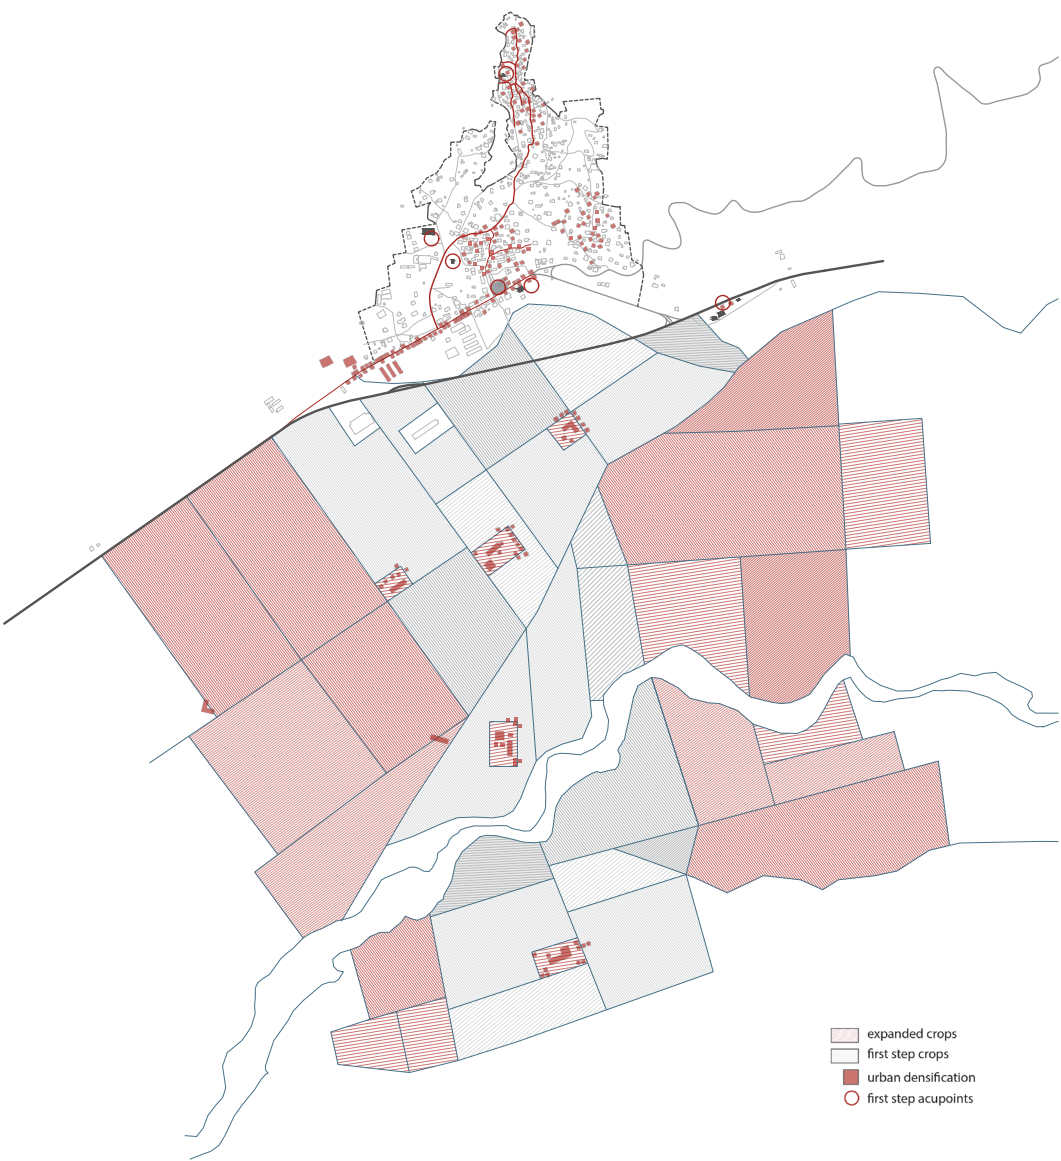 expanded crops
first step crops
urban densification
first step acupoints